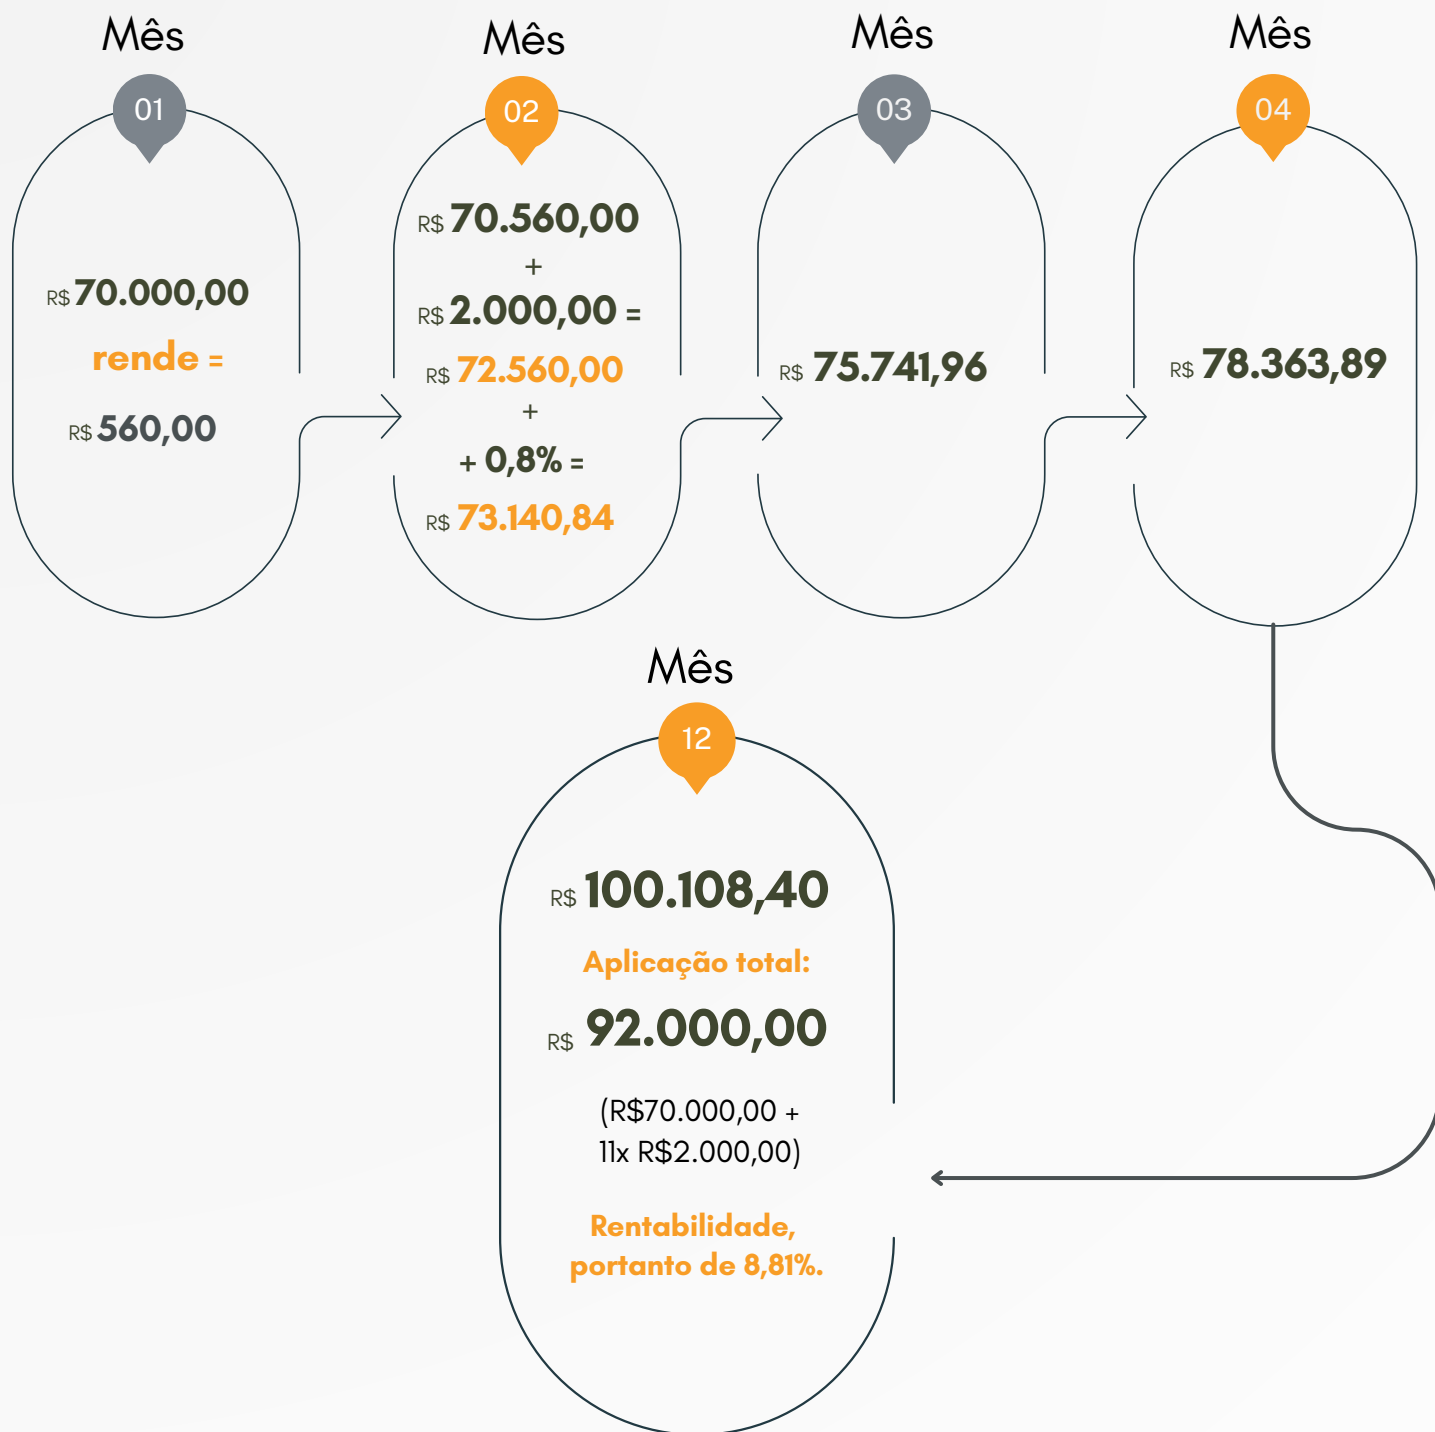 Mês
01
R$ 70.000,00
rende =
R$ 560,00
Mês
02
R$ 70.560,00
+
R$ 2.000,00 =
R$ 72.560,00
+
+ 0,8% =
R$ 73.140,84
Mês
03
R$ 75.741,96
Mês
04
R$ 78.363,89
Mês
12
R$ 100.108,40
Aplicação total:
R$ 92.000,00
(R$70.000,00 +
11x R$2.000,00)
Rentabilidade,
portanto de 8,81%.